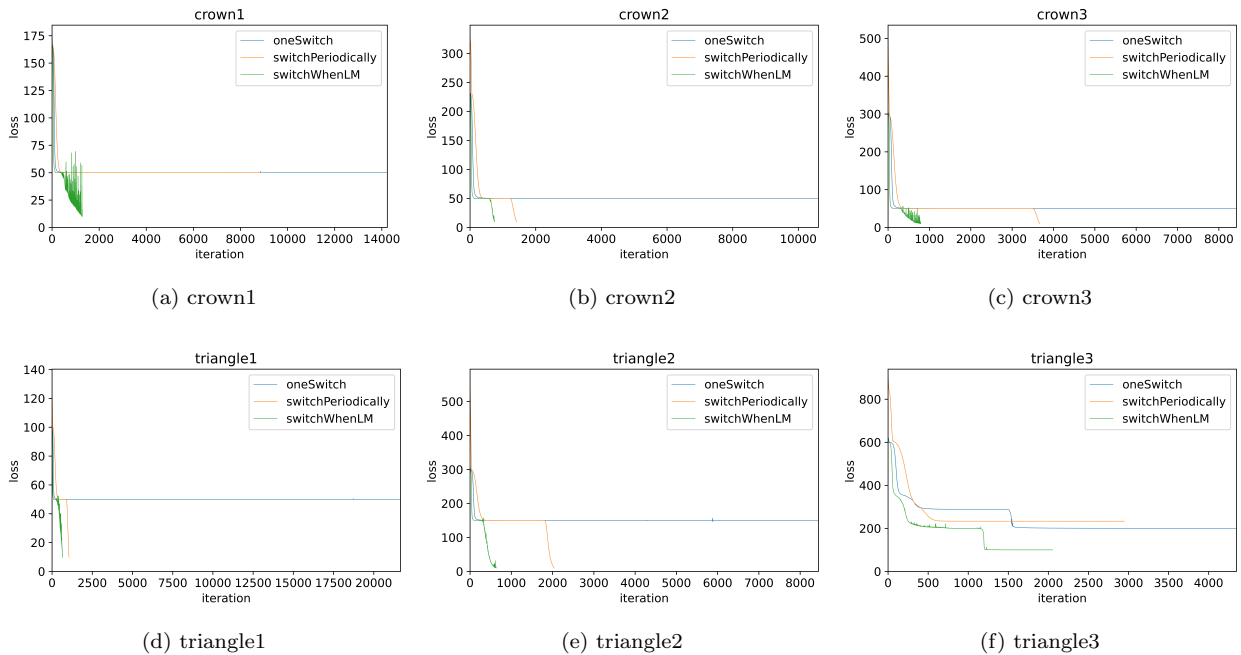 crown1
175
150
125
100
75
50
25
0
loss
oneSwitch
switchPeriodically
switchWhenLM
0 2000 4000 6000 8000 10000 12000 14000
iteration
(a) crown1
crown2
350
300
250
200
150
100
50
0
loss
oneSwitch
switchPeriodically
switchWhenLM
0 2000 4000 6000 8000 10000
iteration
(b) crown2
crown3
500
400
300
200
100
0
loss
oneSwitch
switchPeriodically
switchWhenLM
0 1000 2000 3000 4000 5000 6000 7000 8000
iteration
(c) crown3
triangle1
140
120
100
80
60
40
20
0
loss
oneSwitch
switchPeriodically
switchWhenLM
0 2500 5000 7500 10000 12500 15000 17500 20000
iteration
(d) triangle1
triangle2
500
400
300
200
100
0
loss
oneSwitch
switchPeriodically
switchWhenLM
0 1000 2000 3000 4000 5000 6000 7000 8000
iteration
(e) triangle2
triangle3
800
600
400
200
0
loss
oneSwitch
switchPeriodically
switchWhenLM
0 500 1000 1500 2000 2500 3000 3500 4000
iteration
(f) triangle3